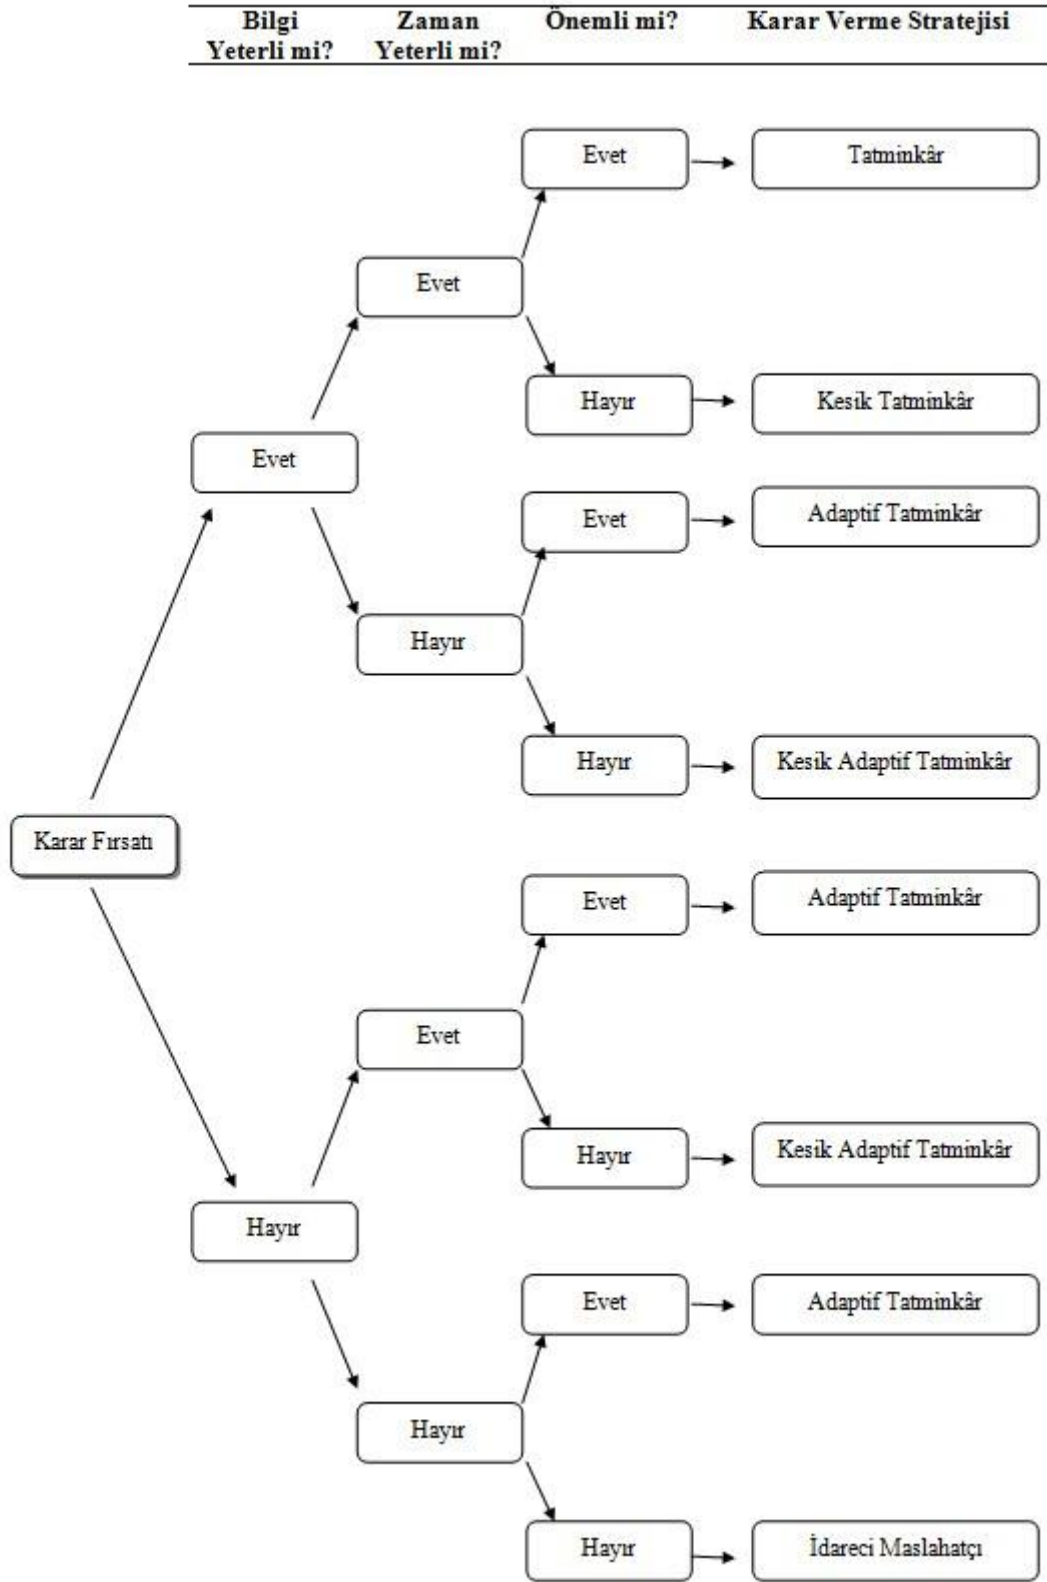 Bilgi Yeterli mi?
Zaman Yeterli mi?
Önemli mi?
Karar Verme Stratejisi
Evet
Tatminkâr
Evet
Hayır
Kesik Tatminkâr
Evet
Evet
Adaptif Tatminkâr
Hayır
Hayır
Kesik Adaptif Tatminkâr
Karar Fırsatı
Evet
Adaptif Tatminkâr
Evet
Hayır
Kesik Adaptif Tatminkâr
Hayır
Evet
Adaptif Tatminkâr
Hayır
Hayır
İdareci Maslahatçı